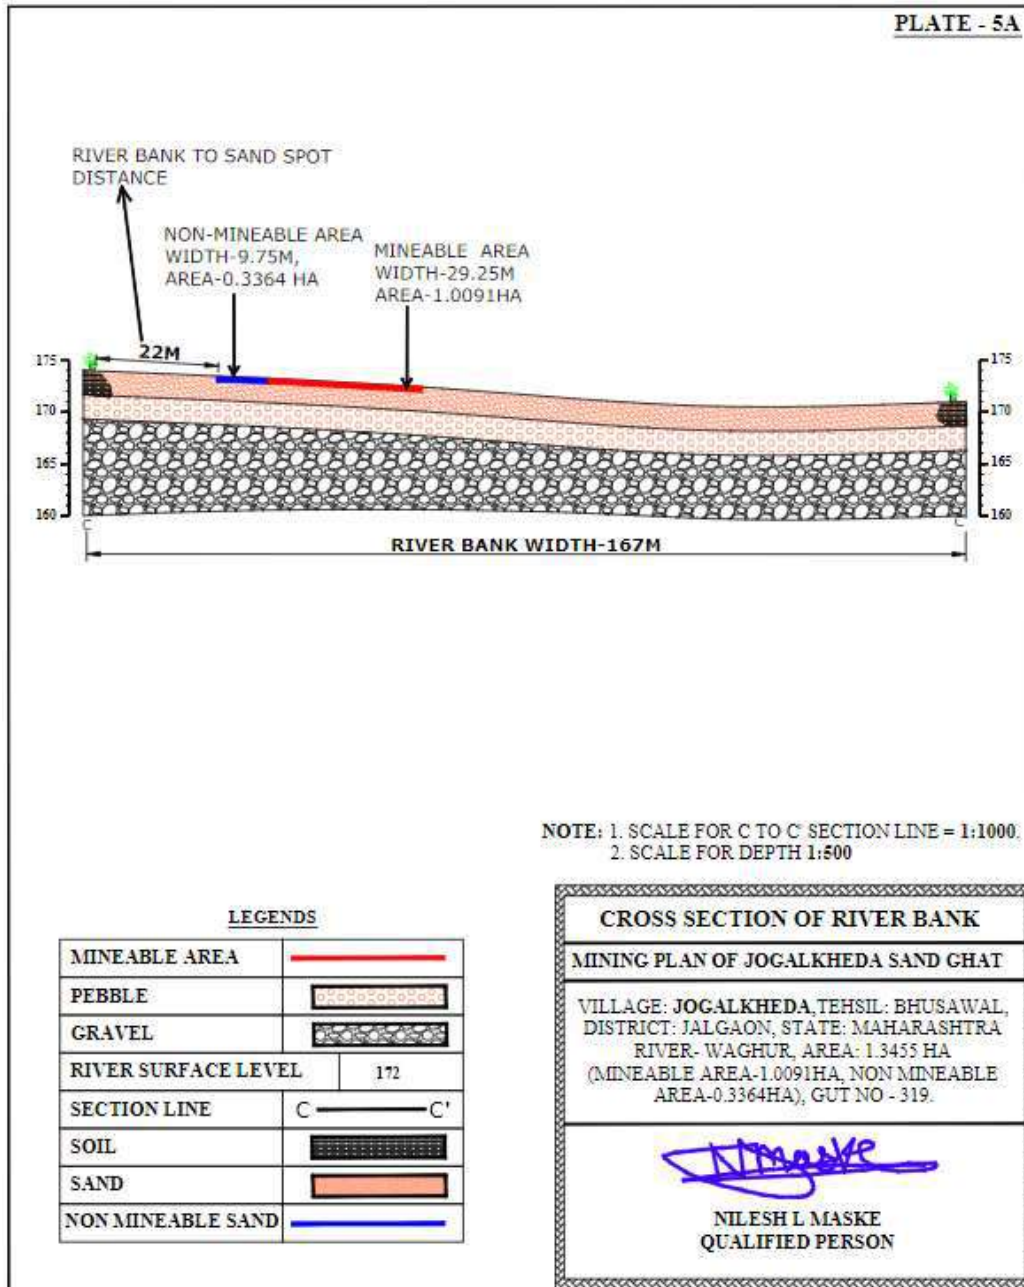 PLATE - 5A
RIVER BANK TO SAND SPOT
DISTANCE
NON-MINEABLE AREA
WIDTH-9.75M,
AREA-0.3364 HA
MINEABLE AREA
WIDTH-29.25M
AREA-1.0091HA
22M
175
170
165
160
175
170
165
160
C
C
RIVER BANK WIDTH-167M
NOTE: 1. SCALE FOR C TO C' SECTION LINE = 1:1000.
2. SCALE FOR DEPTH 1:500
LEGENDS
MINEABLE AREA
PEBBLE
GRAVEL
RIVER SURFACE LEVEL 172
SECTION LINE C C'
SOIL
SAND
NON MINEABLE SAND
CROSS SECTION OF RIVER BANK
MINING PLAN OF JOGALKHEDA SAND GHAT
VILLAGE: JOGALKHEDA, TEHSIL: BHUSAWAL,
DISTRICT: JALGAON, STATE: MAHARASHTRA
RIVER- WAGHUR, AREA: 1.3455 HA
(MINEABLE AREA-1.0091HA, NON MINEABLE
AREA-0.3364HA), GUT NO - 319.
NMaske
NILESH L MASKE
QUALIFIED PERSON